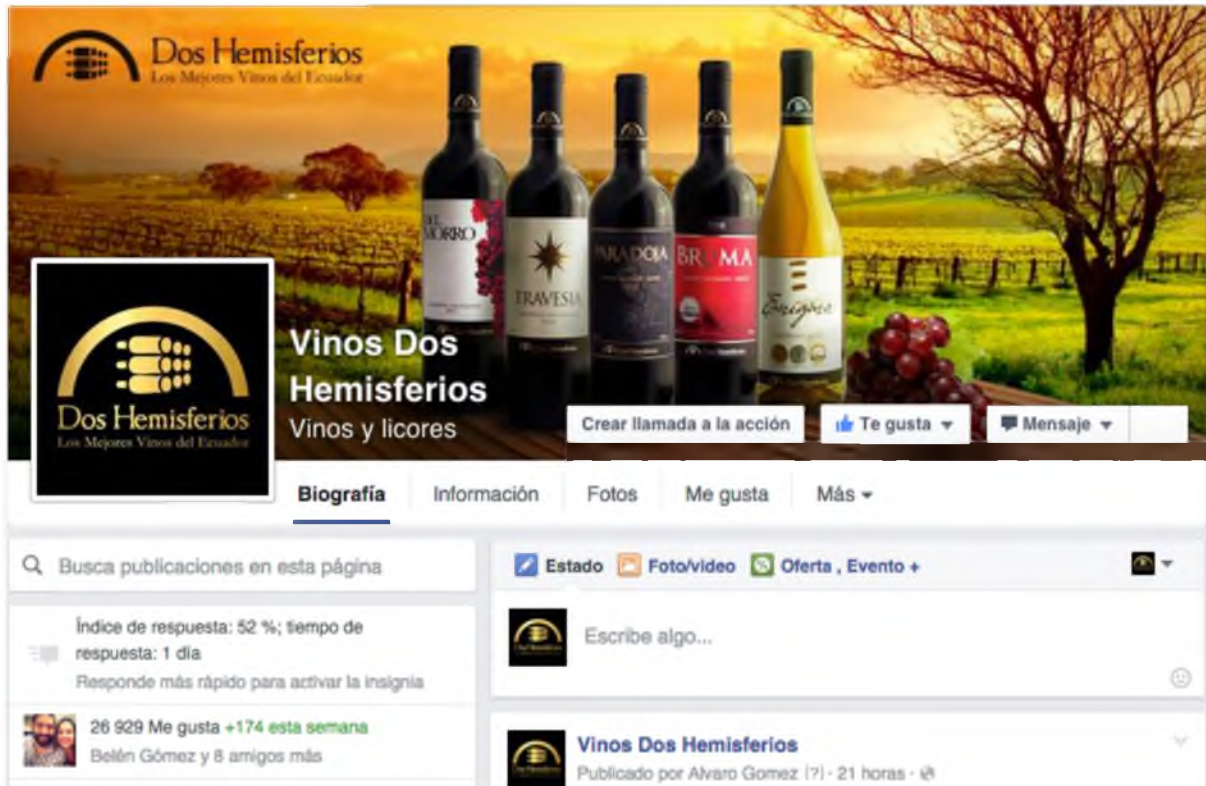 Dos Hemisferios
Los Mejores Vinos del Ecuador
DEL MORRO
TRAVESIA
PARADOJA
BRUMA
Enigma
Dos Hemisferios
Los Mejores Vinos del Ecuador
Vinos Dos
Hemisferios
Vinos y licores
Crear llamada a la acción
Te gusta
Mensaje
Biografía Información Fotos Me gusta Más
Busca publicaciones en esta página
Índice de respuesta: 52 %; tiempo de
respuesta: 1 día
Responde más rápido para activar la insignia
26 929 Me gusta +174 esta semana
Belén Gómez y 8 amigos más
Estado Foto/video Oferta , Evento +
Escribe algo...
Vinos Dos Hemisferios
Publicado por Alvaro Gomez [?] · 21 horas ·